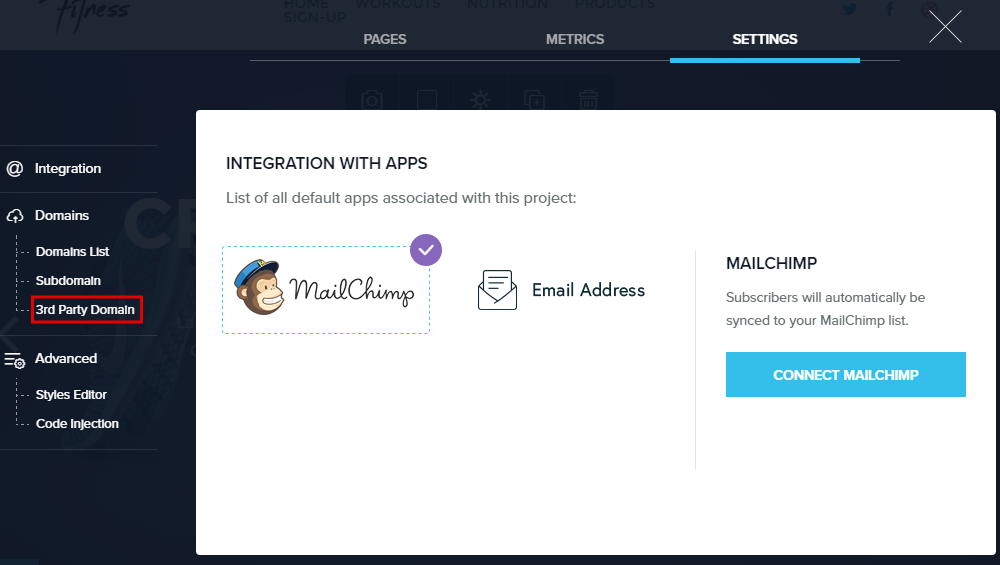 Fitness
HOME WORKOUTS NUTRITION PRODUCTS
SIGN-UP
PAGES METRICS SETTINGS
Integration
Domains
Domains List
Subdomain
3rd Party Domain
Advanced
Styles Editor
Code Injection
INTEGRATION WITH APPS
List of all default apps associated with this project:
MailChimp
Email Address
MAILCHIMP
Subscribers will automatically be
synced to your MailChimp list.
CONNECT MAILCHIMP